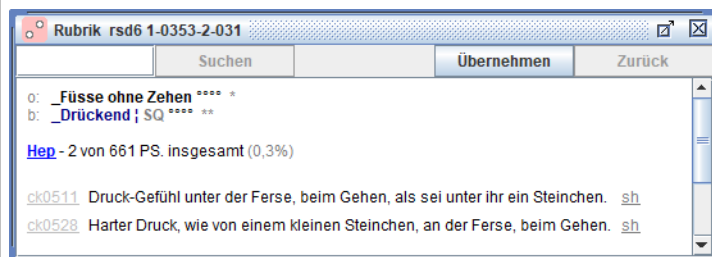 Rubrik rsd6 1-0353-2-031
Suchen Übernehmen Zurück
o: _Füsse ohne Zehen °°°° *
b: _Drückend ¦ SQ °°°° **
Hep - 2 von 661 PS. insgesamt (0,3%)
ck0511 Druck-Gefühl unter der Ferse, beim Gehen, als sei unter ihr ein Steinchen. sh
ck0528 Harter Druck, wie von einem kleinen Steinchen, an der Ferse, beim Gehen. sh